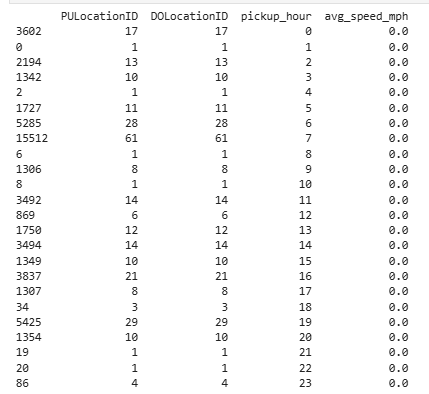 PULocationID DOLocationID pickup_hour avg_speed_mph
3602 17 17 0 0.0
0 1 1 1 0.0
2194 13 13 2 0.0
1342 10 10 3 0.0
2 1 1 4 0.0
1727 11 11 5 0.0
5285 28 28 6 0.0
15512 61 61 7 0.0
6 1 1 8 0.0
1306 8 8 9 0.0
8 1 1 10 0.0
3492 14 14 11 0.0
869 6 6 12 0.0
1750 12 12 13 0.0
3494 14 14 14 0.0
1349 10 10 15 0.0
3837 21 21 16 0.0
1307 8 8 17 0.0
34 3 3 18 0.0
5425 29 29 19 0.0
1354 10 10 20 0.0
19 1 1 21 0.0
20 1 1 22 0.0
86 4 4 23 0.0